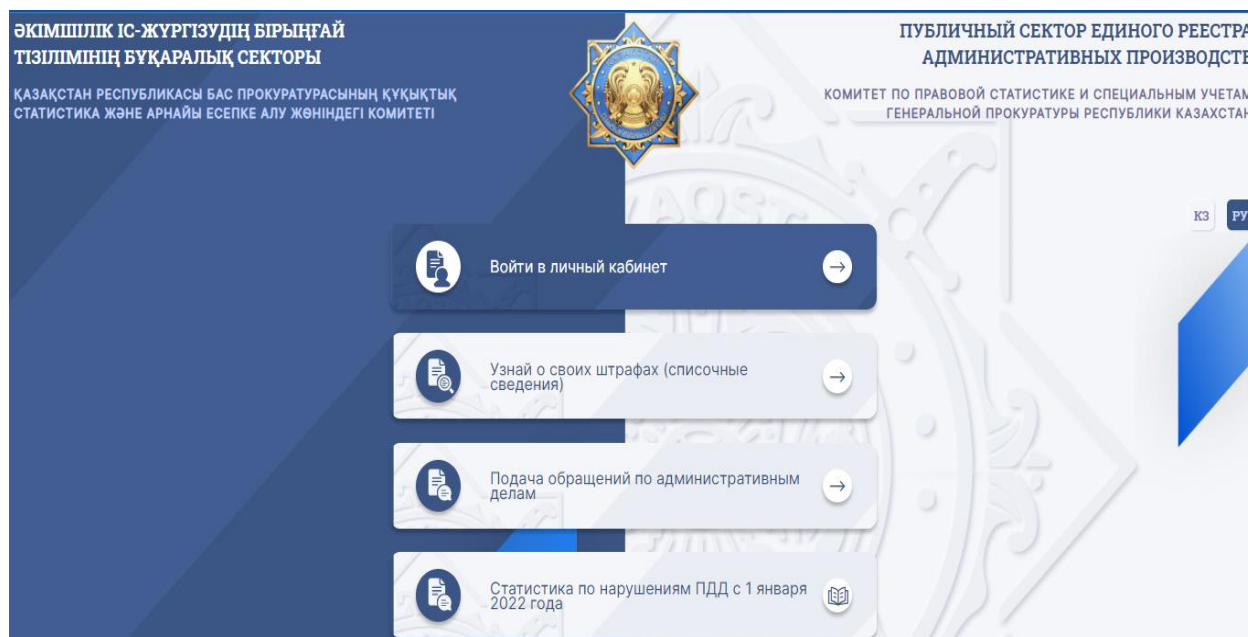 ӘКІМШІЛІК ІС-ЖҮРГІЗУДІҢ БІРЫҢҒАЙ
ТІЗІЛІМІНІҢ БҰҚАРАЛЫҚ СЕКТОРЫ
ҚАЗАҚСТАН РЕСПУБЛИКАСЫ БАС ПРОКУРАТУРАСЫНЫҢ ҚҰҚЫҚТЫҚ
СТАТИСТИКА ЖӘНЕ АРНАЙЫ ЕСЕПКЕ АЛУ ЖӨНІНДЕГІ КОМИТЕТІ
ПУБЛИЧНЫЙ СЕКТОР ЕДИНОГО РЕЕСТРА
АДМИНИСТРАТИВНЫХ ПРОИЗВОДСТВ
КОМИТЕТ ПО ПРАВОВОЙ СТАТИСТИКЕ И СПЕЦИАЛЬНЫМ УЧЕТАМ
ГЕНЕРАЛЬНОЙ ПРОКУРАТУРЫ РЕСПУБЛИКИ КАЗАХСТАН
КЗ РУ
Войти в личный кабинет
Узнай о своих штрафах (списочные
сведения)
Подача обращений по административным
делам
Статистика по нарушениям ПДД с 1 января
2022 года